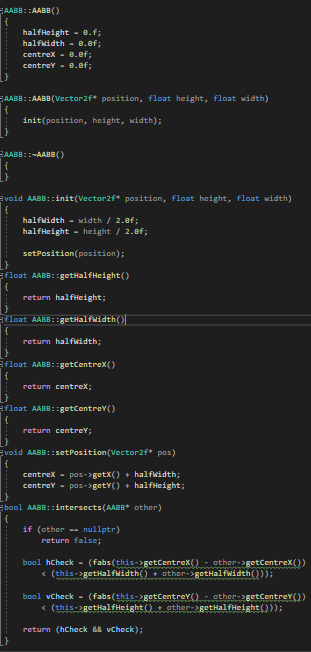 AABB::AABB()
{
halfHeight = 0.f;
halfWidth = 0.0f;
centreX = 0.0f;
centreY = 0.0f;
}
AABB::AABB(Vector2f* position, float height, float width)
{
init(position, height, width);
}
AABB::~AABB()
{
}
void AABB::init(Vector2f* position, float height, float width)
{
halfWidth = width / 2.0f;
halfHeight = height / 2.0f;
setPosition(position);
}
float AABB::getHalfHeight()
{
return halfHeight;
}
float AABB::getHalfWidth()
{
return halfWidth;
}
float AABB::getCentreX()
{
return centreX;
}
float AABB::getCentreY()
{
return centreY;
}
void AABB::setPosition(Vector2f* pos)
{
centreX = pos->getX() + halfWidth;
centreY = pos->getY() + halfHeight;
}
bool AABB::intersects(AABB* other)
{
if (other == nullptr)
return false;
bool hCheck = (fabs(this->getCentreX() - other->getCentreX())
< (this->getHalfWidth() + other->getHalfWidth()));
bool vCheck = (fabs(this->getCentreY() - other->getCentreY())
< (this->getHalfHeight() + other->getHalfHeight()));
return (hCheck && vCheck);
}